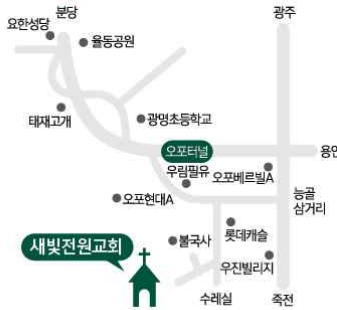 분당
광주
요한성당
율동공원
태재고개
광명초등학교
오포터널
용인
우림필유
오포베르빌A
오포현대A
능골
삼거리
불국사
롯데캐슬
새빛전원교회
우진빌리지
수레실
죽전